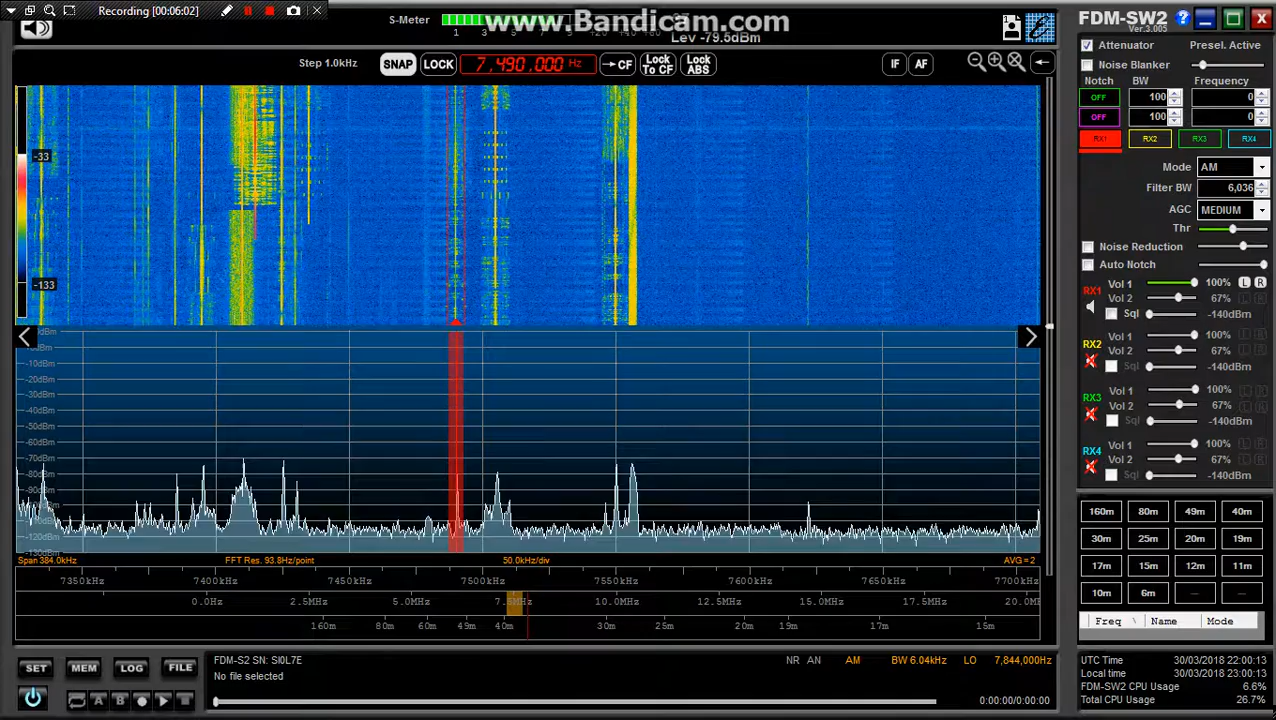 Recording [00:06:02]
www.Bandicam.com
S-Meter
1 3
Lev -79.5dBm
FDM-SW2
Ver.3.005
Attenuator Presel. Active
Noise Blanker
Notch BW Frequency
OFF 100 0
OFF 100 0
RX1 RX2 RX3 RX4
Mode AM
Filter BW 6,036
AGC MEDIUM
Thr
Noise Reduction
Auto Notch
RX1 Vol 1 100% L R
Vol 2 67%
Sql -140dBm
RX2 Vol 1 100%
Vol 2 67%
Sql -140dBm
RX3 Vol 1 100%
Vol 2 67%
Sql -140dBm
RX4 Vol 1 100%
Vol 2 67%
Sql -140dBm
160m 80m 49m 40m
30m 25m 20m 19m
17m 15m 12m 11m
10m 6m
Freq Name Mode
UTC Time 30/03/2018 22:00:13
Local time 30/03/2018 23:00:13
FDM-SW2 CPU Usage 6.6%
Total CPU Usage 26.7%
Step 1.0kHz SNAP LOCK 7,490,000 Hz →CF Lock To CF Lock ABS IF AF
-33
-133
-10dBm
-20dBm
-30dBm
-40dBm
-50dBm
-60dBm
-70dBm
-80dBm
-90dBm
-120dBm
Span 384.0kHz FFT Res. 93.8Hz/point 50.0kHz/div AVG=2
7350kHz 7400kHz 7450kHz 7500kHz 7550kHz 7600kHz 7650kHz 7700kHz
0.0Hz 2.5MHz 5.0MHz 7.5MHz 10.0MHz 12.5MHz 15.0MHz 17.5MHz 20.0MHz
160m 80m 60m 49m 40m 30m 25m 20m 19m 17m 15m
SET MEM LOG FILE
A B
FDM-S2 SN: SI0L7E NR AN AM BW 6.04kHz LO 7,844,000Hz
No file selected
0:00:00/0:00:00